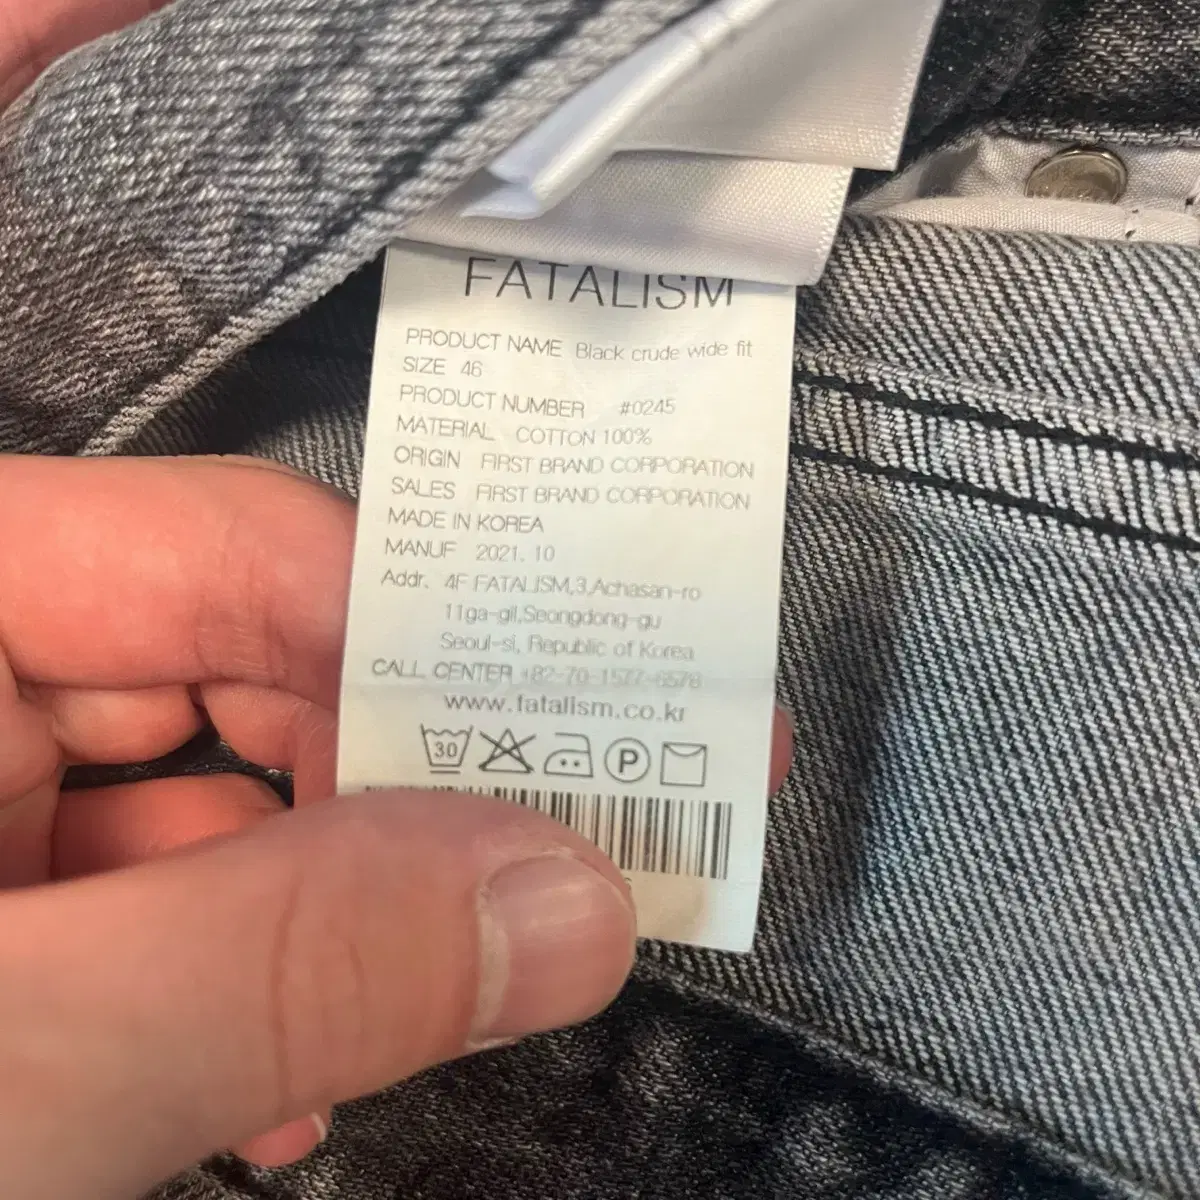 FATALISM
PRODUCT NAME Black crude wide fit
SIZE 46
PRODUCT NUMBER #0245
MATERIAL COTTON 100%
ORIGIN FIRST BRAND CORPORATION
SALES FIRST BRAND CORPORATION
MADE IN KOREA
MANUF 2021. 10
Addr. 4F FATALISM,3,Achasan-ro
11ga-gil,Seongdong-gu
Seoul-si, Republic of Korea
CALL CENTER +82-70-1577-6578
www.fatalism.co.kr
30 P